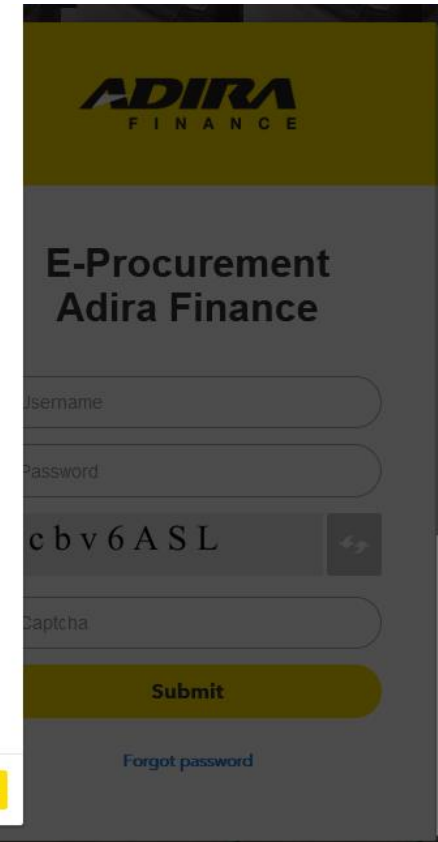 ADIRA
FINANCE
E-Procurement
Adira Finance
Username
Password
cbv6ASL
Captcha
Submit
Forgot password